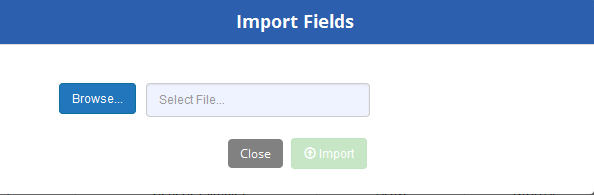 Import Fields
Browse... Select File...
Close Import